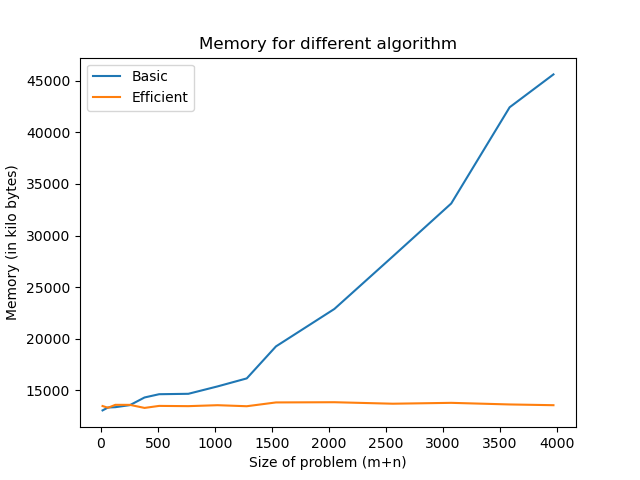 Memory for different algorithm
Basic
Efficient
45000
40000
35000
30000
25000
20000
15000
Memory (in kilo bytes)
0 500 1000 1500 2000 2500 3000 3500 4000
Size of problem (m+n)